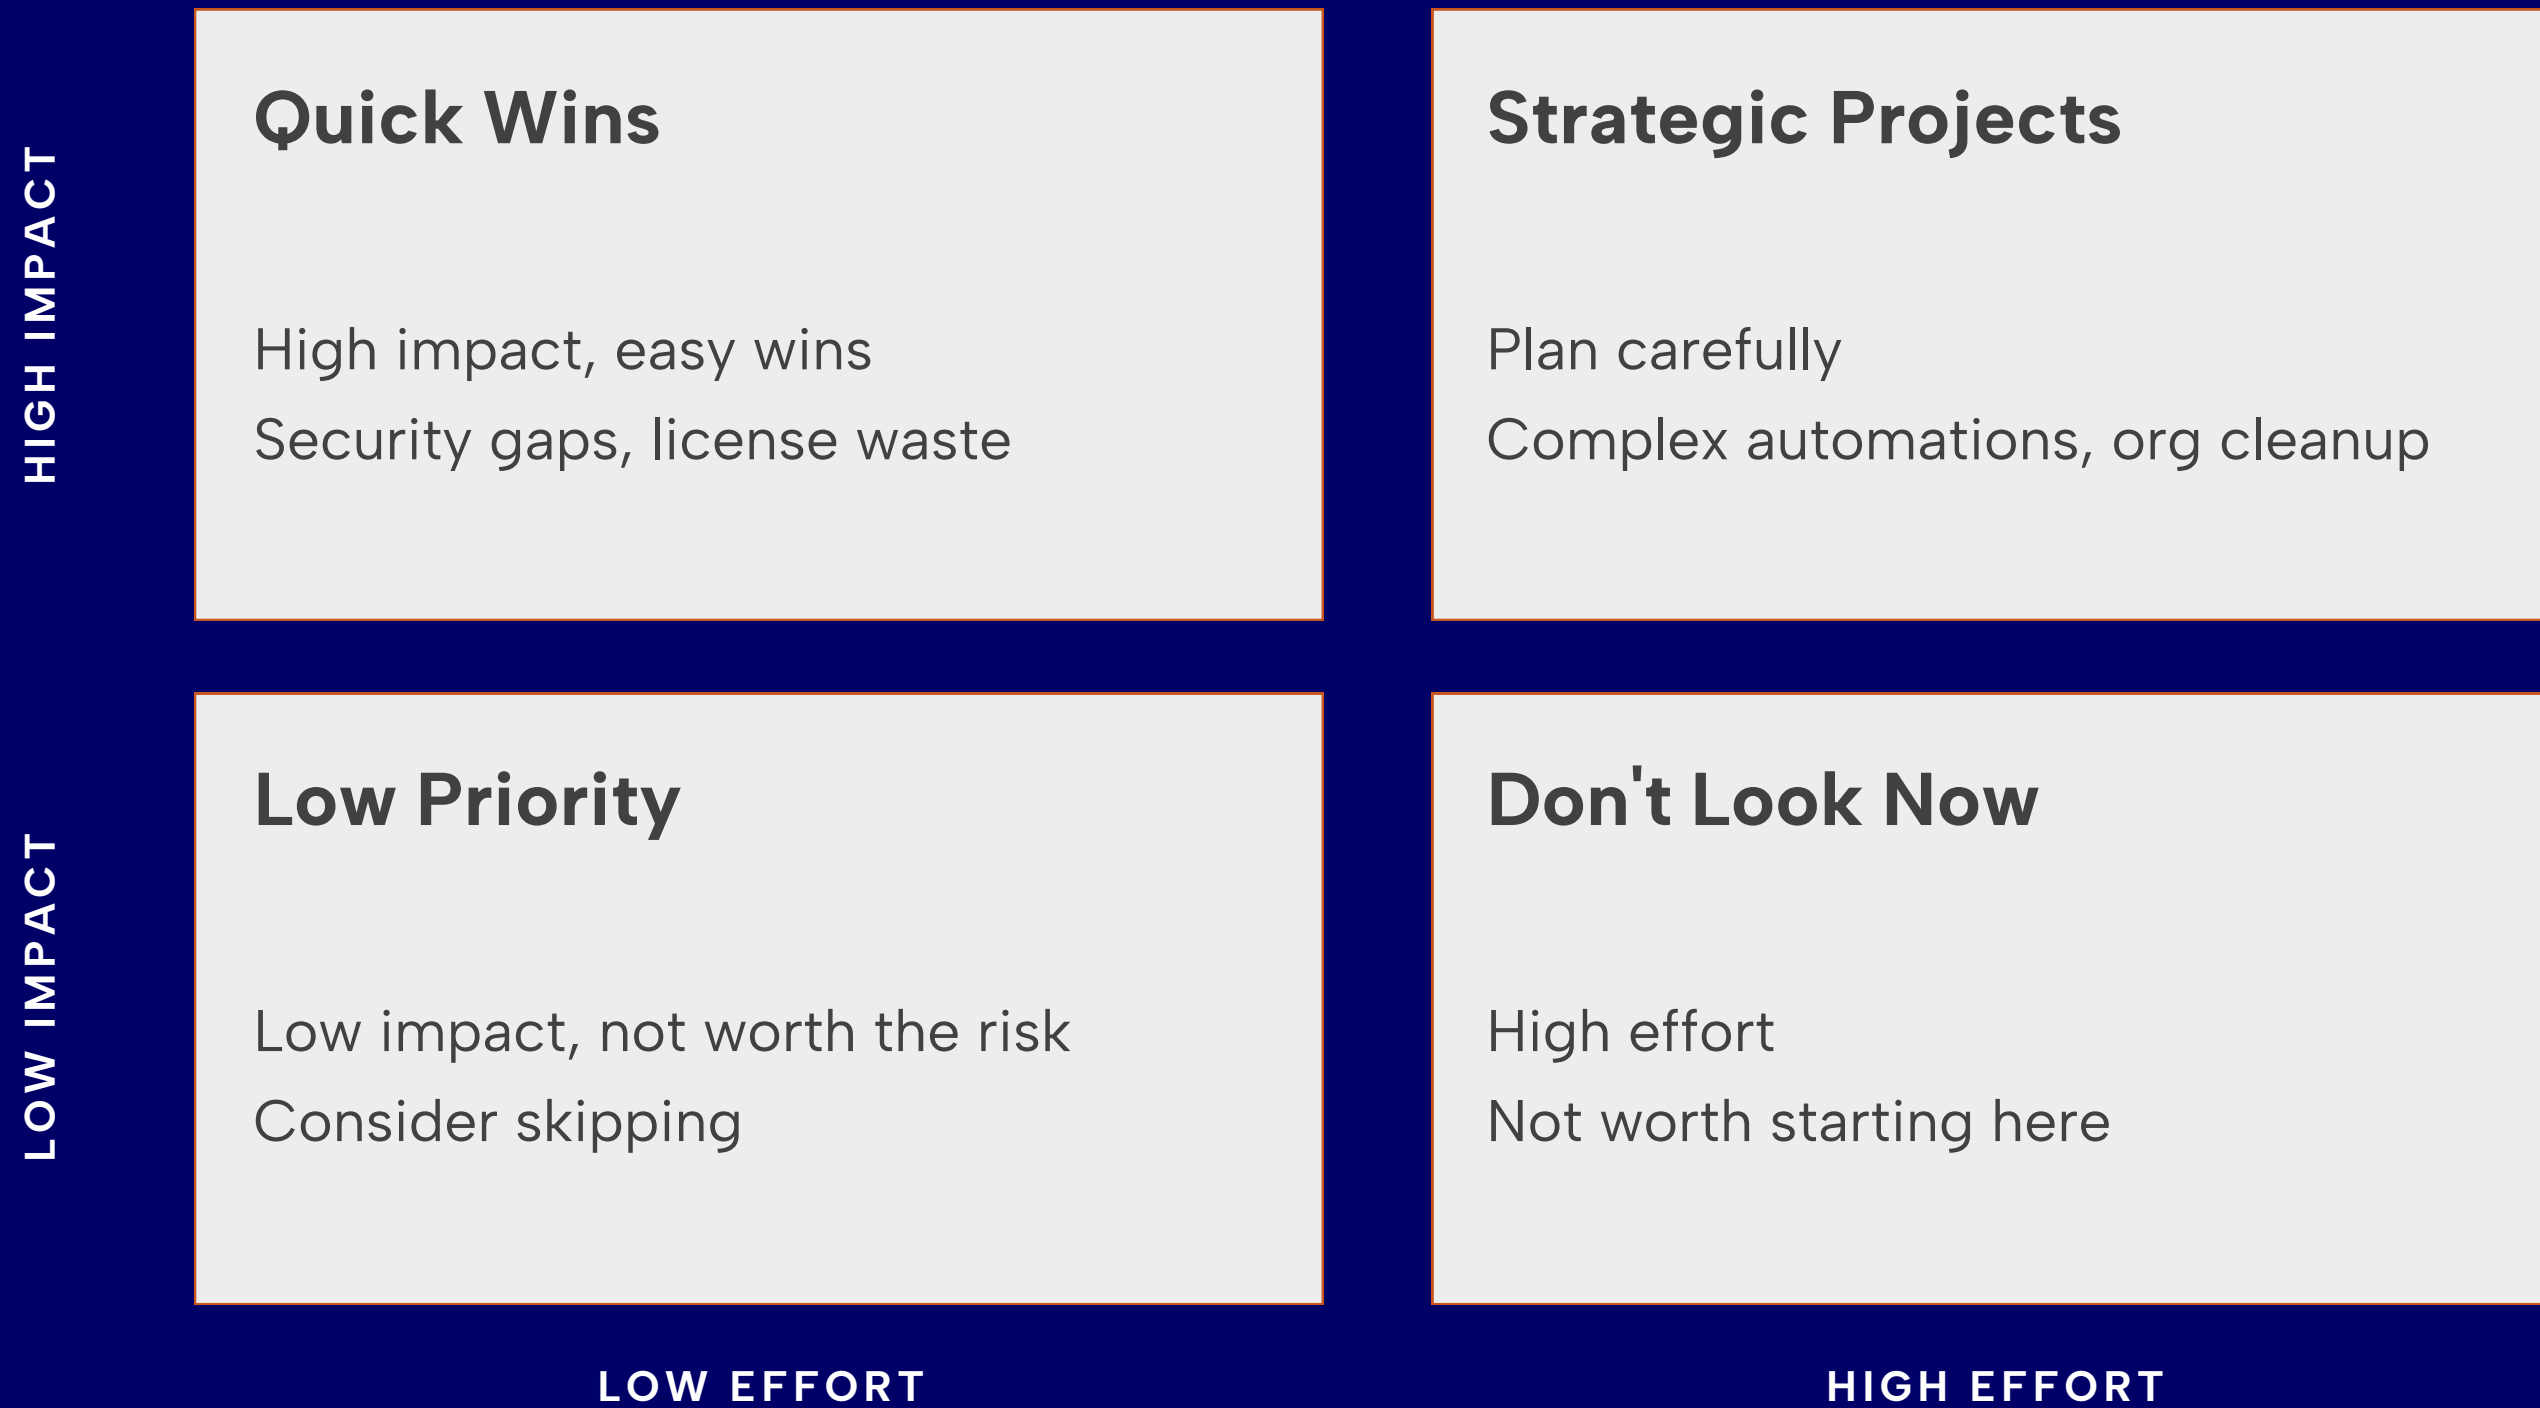 HIGH IMPACT
Quick Wins
High impact, easy wins
Security gaps, license waste
Strategic Projects
Plan carefully
Complex automations, org cleanup
LOW IMPACT
Low Priority
Low impact, not worth the risk
Consider skipping
Don't Look Now
High effort
Not worth starting here
LOW EFFORT
HIGH EFFORT